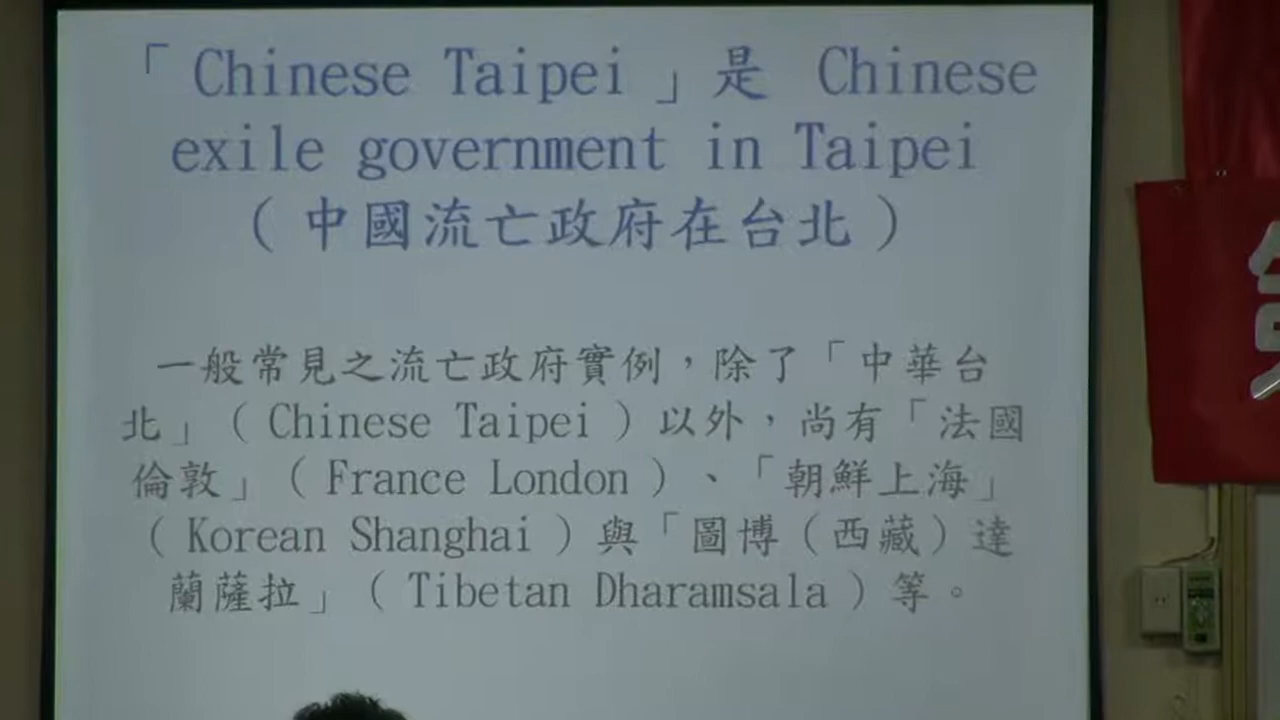 「Chinese Taipei」是 Chinese
exile government in Taipei
(中國流亡政府在台北)
一般常見之流亡政府實例,除了「中華台
北」(Chinese Taipei)以外,尚有「法國
倫敦」(France London)、「朝鮮上海」
(Korean Shanghai)與「圖博(西藏)達
蘭薩拉」(Tibetan Dharamsala)等。